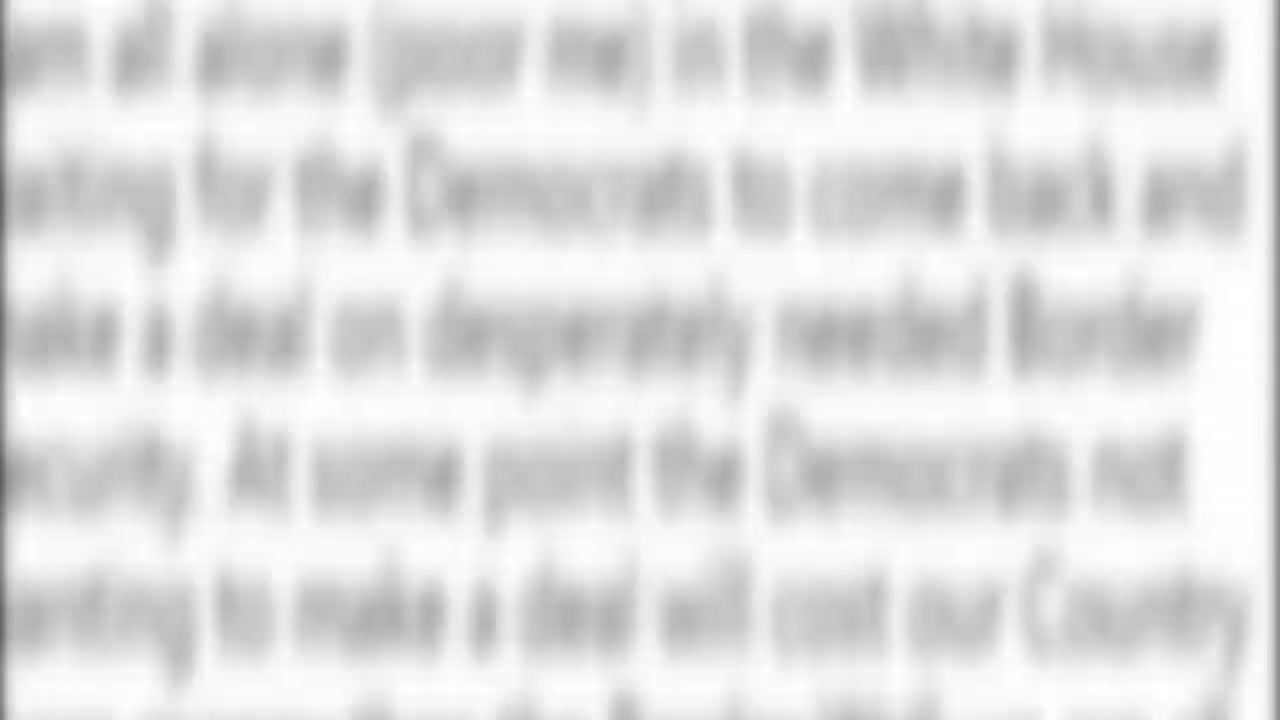 all alone (poor me) in the White House
for the Democrats to come back and
a deal on desperately needed Border
At some point the Democrats not
to make a deal will cost our Country